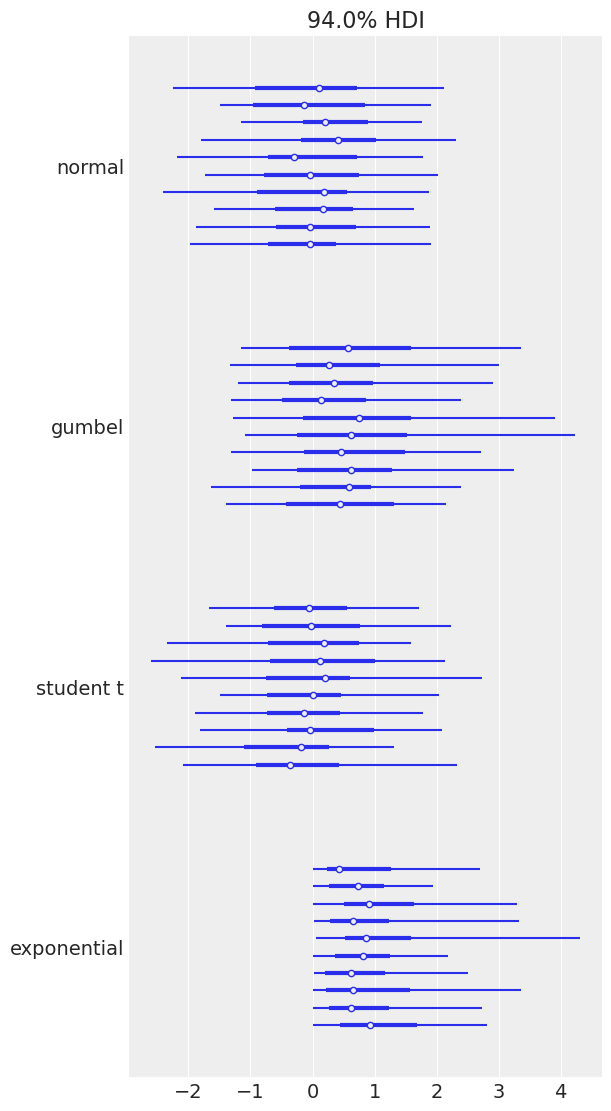 94.0% HDI
normal
gumbel
student t
exponential
−2 −1 0 1 2 3 4